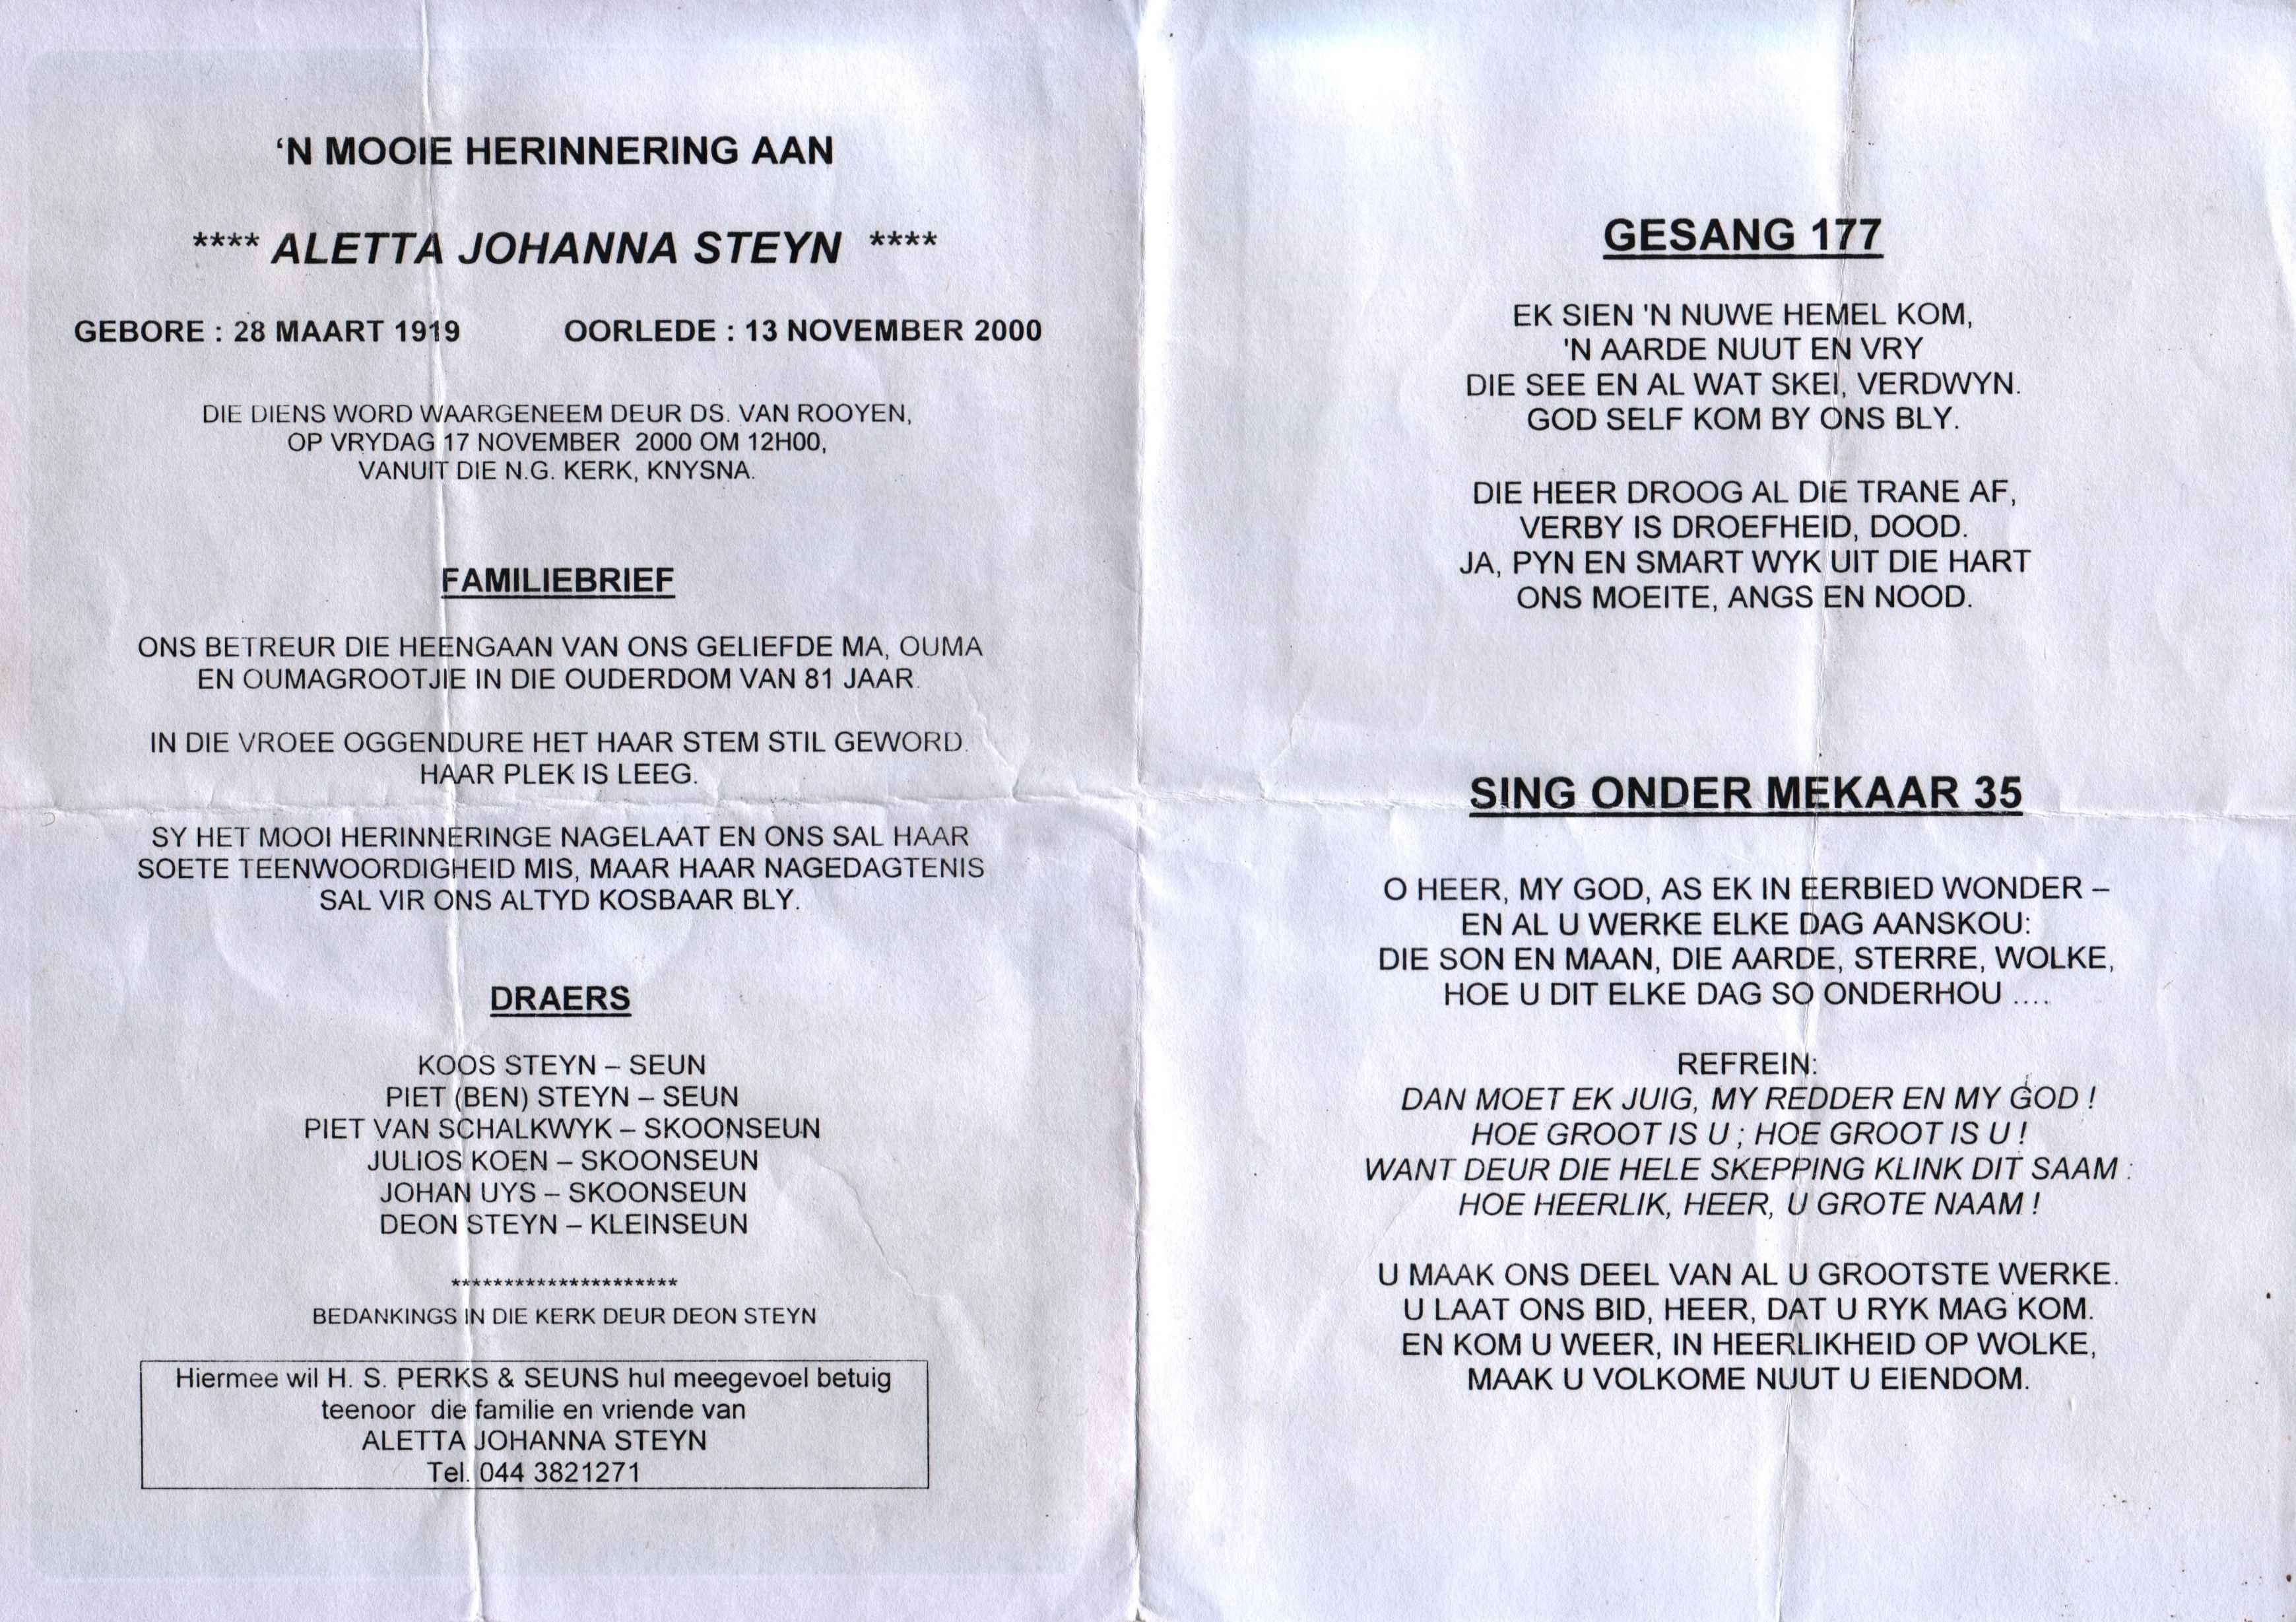 ‘N MOOIE HERINNERING AAN
**** ALETTA JOHANNA STEYN ****
GEBORE : 28 MAART 1919 OORLEDE : 13 NOVEMBER 2000
DIE DIENS WORD WAARGENEEM DEUR DS. VAN ROOYEN,
OP VRYDAG 17 NOVEMBER 2000 OM 12H00,
VANUIT DIE N.G. KERK, KNYSNA.
FAMILIEBRIEF
ONS BETREUR DIE HEENGAAN VAN ONS GELIEFDE MA, OUMA
EN OUMAGROOTJIE IN DIE OUDERDOM VAN 81 JAAR.
IN DIE VROEE OGGENDURE HET HAAR STEM STIL GEWORD.
HAAR PLEK IS LEEG.
SY HET MOOI HERINNERINGE NAGELAAT EN ONS SAL HAAR
SOETE TEENWOORDIGHEID MIS, MAAR HAAR NAGEDAGTENIS
SAL VIR ONS ALTYD KOSBAAR BLY.
DRAERS
KOOS STEYN – SEUN
PIET (BEN) STEYN – SEUN
PIET VAN SCHALKWYK – SKOONSEUN
JULIOS KOEN – SKOONSEUN
JOHAN UYS – SKOONSEUN
DEON STEYN – KLEINSEUN
**********************
BEDANKINGS IN DIE KERK DEUR DEON STEYN
Hiermee wil H. S. PERKS & SEUNS hul meegevoel betuig
teenoor die familie en vriende van
ALETTA JOHANNA STEYN
Tel. 044 3821271
GESANG 177
EK SIEN 'N NUWE HEMEL KOM,
'N AARDE NUUT EN VRY
DIE SEE EN AL WAT SKEI, VERDWYN.
GOD SELF KOM BY ONS BLY.
DIE HEER DROOG AL DIE TRANE AF,
VERBY IS DROEFHEID, DOOD.
JA, PYN EN SMART WYK UIT DIE HART
ONS MOEITE, ANGS EN NOOD.
SING ONDER MEKAAR 35
O HEER, MY GOD, AS EK IN EERBIED WONDER –
EN AL U WERKE ELKE DAG AANSKOU:
DIE SON EN MAAN, DIE AARDE, STERRE, WOLKE,
HOE U DIT ELKE DAG SO ONDERHOU ....
REFREIN:
DAN MOET EK JUIG, MY REDDER EN MY GOD !
HOE GROOT IS U ; HOE GROOT IS U !
WANT DEUR DIE HELE SKEPPING KLINK DIT SAAM :
HOE HEERLIK, HEER, U GROTE NAAM !
U MAAK ONS DEEL VAN AL U GROOTSTE WERKE.
U LAAT ONS BID, HEER, DAT U RYK MAG KOM.
EN KOM U WEER, IN HEERLIKHEID OP WOLKE,
MAAK U VOLKOME NUUT U EIENDOM.